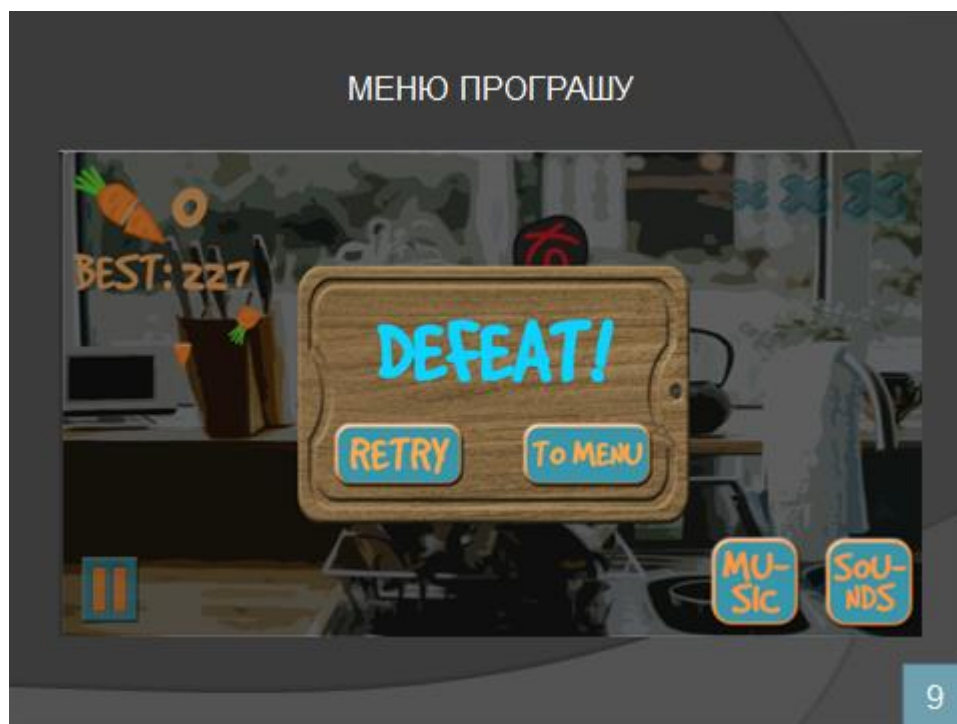 МЕНЮ ПРОГРАШУ
0
BEST: 227
DEFEAT!
RETRY
TO MENU
MU-
SIC
SOU-
NDS
9